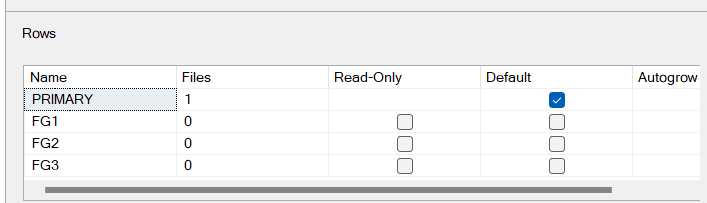 Rows
Name Files Read-Only Default Autogrow
PRIMARY 1
FG1 0
FG2 0
FG3 0